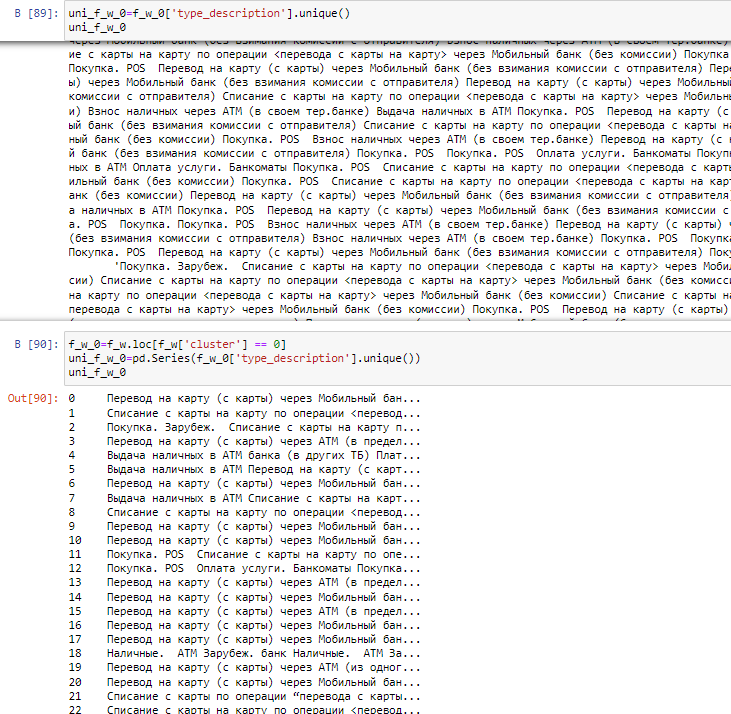 В [89]: uni_f_w_0=f_w_0['type_description'].unique()
uni_f_w_0
через Мобильный банк (без взимания комиссии с отправителя) Взнос наличных через АТМ (в своем тер.банке)
ие с карты на карту по операции <перевода с карты на карту> через Мобильный банк (без комиссии) Покупка
Покупка. POS  Перевод на карту (с карты) через Мобильный банк (без взимания комиссии с отправителя) Пере
ы) через Мобильный банк (без взимания комиссии с отправителя) Перевод на карту (с карты) через Мобильны
комиссии с отправителя) Списание с карты на карту по операции <перевода с карты на карту> через Мобильн
и) Взнос наличных через АТМ (в своем тер.банке) Выдача наличных в АТМ Покупка. POS  Перевод на карту (с
ый банк (без взимания комиссии с отправителя) Списание с карты на карту по операции <перевода с карты на
ный банк (без комиссии) Покупка. POS  Взнос наличных через АТМ (в своем тер.банке) Перевод на карту (с к
й банк (без взимания комиссии с отправителя) Покупка. POS  Покупка. POS  Оплата услуги. Банкоматы Покуп
ных в АТМ Оплата услуги. Банкоматы Покупка. POS  Списание с карты на карту по операции <перевода с карт
ильный банк (без комиссии) Покупка. POS  Списание с карты на карту по операции <перевода с карты на кар
анк (без комиссии) Перевод на карту (с карты) через Мобильный банк (без взимания комиссии с отправителя
а наличных в АТМ Покупка. POS  Перевод на карту (с карты) через Мобильный банк (без взимания комиссии с
а. POS  Покупка. Покупка. POS  Взнос наличных через АТМ (в своем тер.банке) Перевод на карту (с карты) ч
(без взимания комиссии с отправителя) Взнос наличных через АТМ (в своем тер.банке) Покупка. POS  Покупк
Покупка. POS  Перевод на карту (с карты) через Мобильный банк (без взимания комиссии с отправителя) Поку
'Покупка. Зарубеж.  Списание с карты на карту по операции <перевода с карты на карту> через Моби
сии) Списание с карты на карту по операции <перевода с карты на карту> через Мобильный банк (без комисс
на карту по операции <перевода с карты на карту> через Мобильный банк (без комиссии) Списание с карты на
перевода с карты на карту> через Мобильный банк (без комиссии) Покупка. POS  Перевод на карту (с карты)
В [90]: f_w_0=f_w.loc[f_w['cluster'] == 0]
uni_f_w_0=pd.Series(f_w_0['type_description'].unique())
uni_f_w_0
Out[90]: 0     Перевод на карту (с карты) через Мобильный бан...
1     Списание с карты на карту по операции <перевод...
2     Покупка. Зарубеж.  Списание с карты на карту п...
3     Перевод на карту (с карты) через АТМ (в предел...
4     Выдача наличных в АТМ банка (в других ТБ) Плат...
5     Выдача наличных в АТМ Перевод на карту (с карт...
6     Перевод на карту (с карты) через Мобильный бан...
7     Выдача наличных в АТМ Списание с карты на карт...
8     Списание с карты на карту по операции <перевод...
9     Перевод на карту (с карты) через Мобильный бан...
10    Перевод на карту (с карты) через Мобильный бан...
11    Покупка. POS  Списание с карты на карту по опе...
12    Покупка. POS  Оплата услуги. Банкоматы Покупка...
13    Перевод на карту (с карты) через АТМ (в предел...
14    Перевод на карту (с карты) через Мобильный бан...
15    Перевод на карту (с карты) через АТМ (в предел...
16    Перевод на карту (с карты) через Мобильный бан...
17    Перевод на карту (с карты) через Мобильный бан...
18    Наличные.  АТМ Зарубеж. банк Наличные.  АТМ За...
19    Перевод на карту (с карты) через АТМ (из одног...
20    Перевод на карту (с карты) через Мобильный бан...
21    Списание с карты по операции “перевода с карты...
22    Списание с карты на карту по операции <перевод...